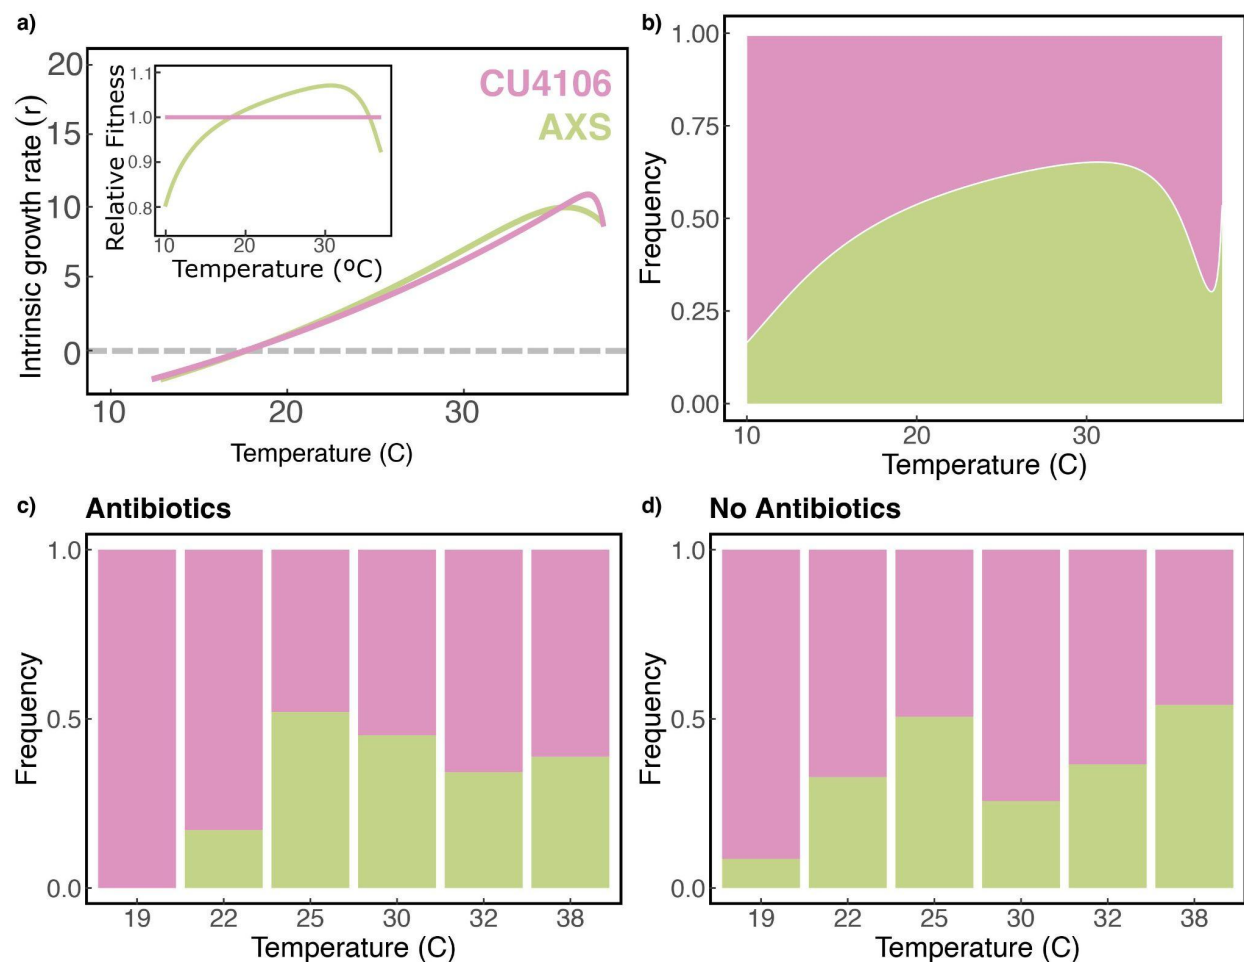 a)
Intrinsic growth rate (r)
20
15
10
5
0
10
20
30
Temperature (C)
CU4106
AXS
Relative Fitness
1.1
1.0
0.9
0.8
10
20
30
Temperature (ºC)
b)
Frequency
1.00
0.75
0.50
0.25
0.00
10
20
30
Temperature (C)
c) Antibiotics
Frequency
1.0
0.5
0.0
19
22
25
30
32
38
Temperature (C)
d) No Antibiotics
Frequency
1.0
0.5
0.0
19
22
25
30
32
38
Temperature (C)